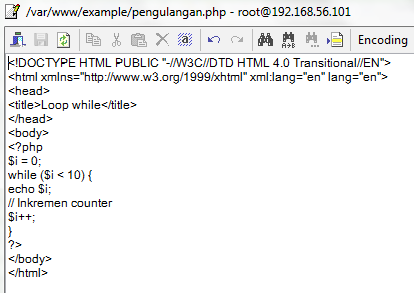 /var/www/example/pengulangan.php - root@192.168.56.101
Encoding
<!DOCTYPE HTML PUBLIC "-//W3C//DTD HTML 4.0 Transitional//EN">
<html xmlns="http://www.w3.org/1999/xhtml" xml:lang="en" lang="en">
<head>
<title>Loop while</title>
</head>
<body>
<?php
$i = 0;
while ($i < 10) {
echo $i;
// Inkremen counter
$i++;
}
?>
</body>
</html>